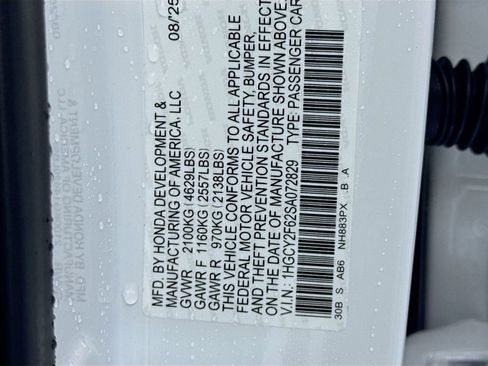 08/25
MFD. BY HONDA DEVELOPMENT &
MANUFACTURING OF AMERICA, LLC
GVWR 2100KG (4629LBS)
GAWR F 1160KG (2557LBS)
GAWR R 970KG (2138LBS)
THIS VEHICLE CONFORMS TO ALL APPLICABLE
FEDERAL MOTOR VEHICLE SAFETY, BUMPER,
AND THEFT PREVENTION STANDARDS IN EFFECT
ON THE DATE OF MANUFACTURE SHOWN ABOVE.
V.I.N.: 1HGCY2F62SA072829 TYPE: PASSENGER CAR
30B S AB6 NH883PX B A